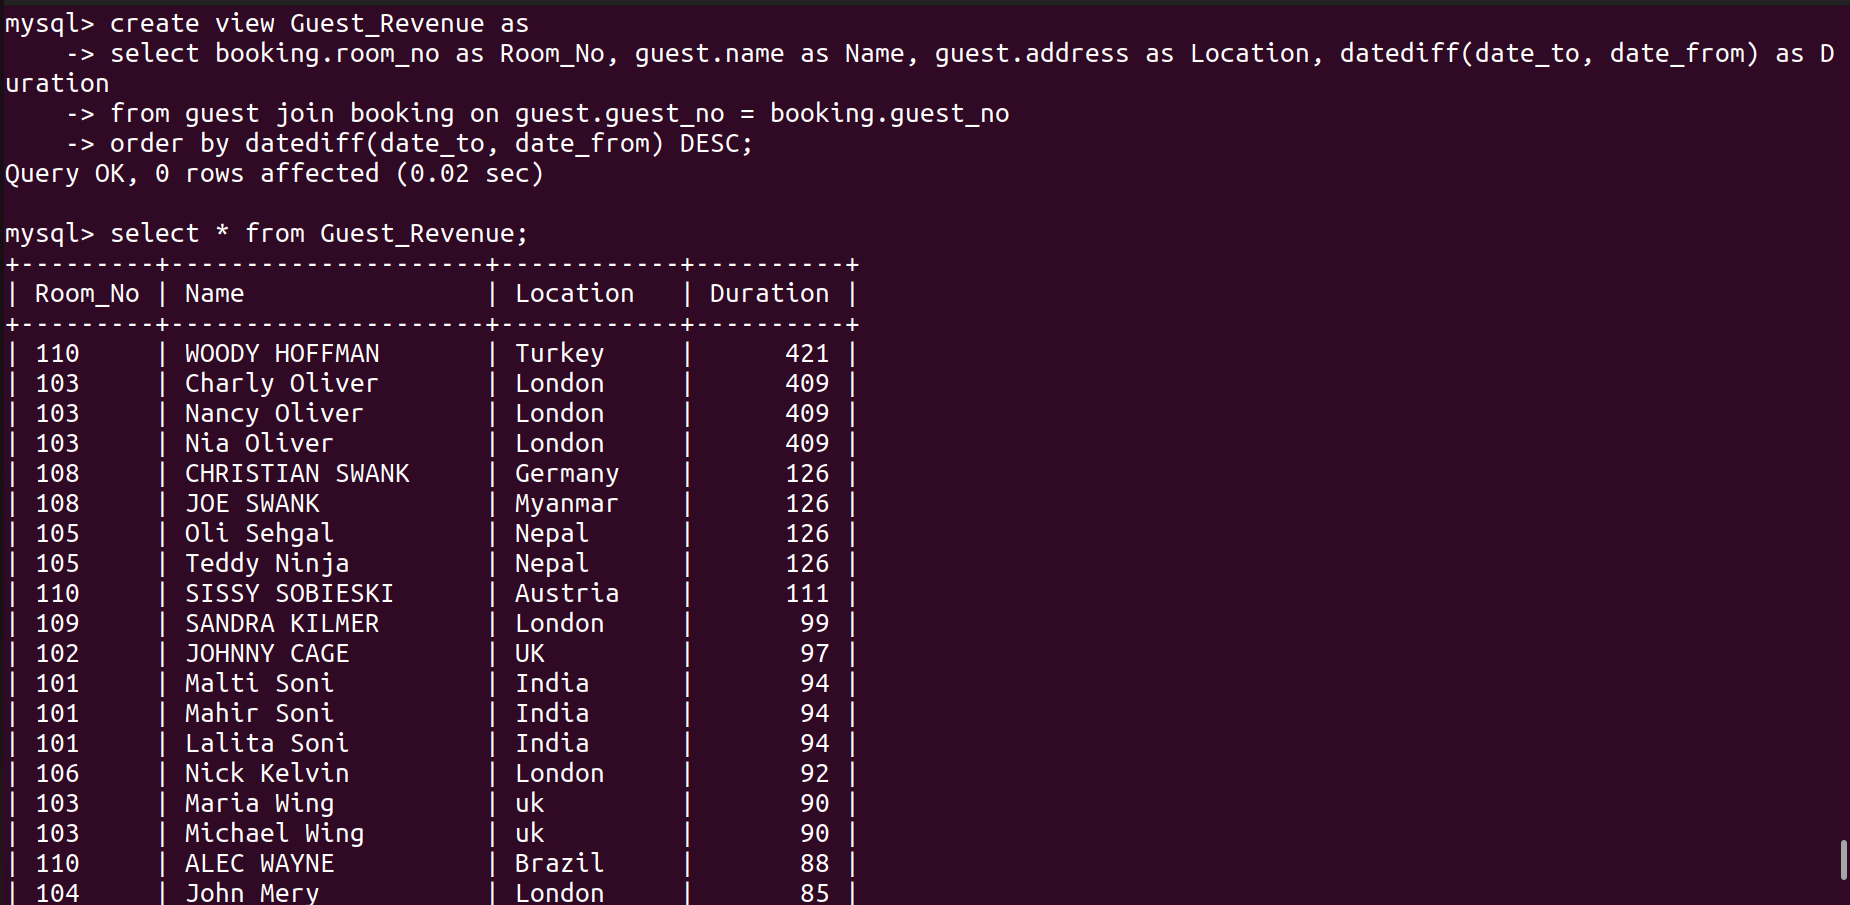 mysql> create view Guest_Revenue as
    -> select booking.room_no as Room_No, guest.name as Name, guest.address as Location, datediff(date_to, date_from) as D
uration
    -> from guest join booking on guest.guest_no = booking.guest_no
    -> order by datediff(date_to, date_from) DESC;
Query OK, 0 rows affected (0.02 sec)

mysql> select * from Guest_Revenue;
+---------+---------------------+------------+----------+
| Room_No | Name                | Location   | Duration |
+---------+---------------------+------------+----------+
| 110     | WOODY HOFFMAN       | Turkey     |      421 |
| 103     | Charly Oliver       | London     |      409 |
| 103     | Nancy Oliver        | London     |      409 |
| 103     | Nia Oliver          | London     |      409 |
| 108     | CHRISTIAN SWANK     | Germany    |      126 |
| 108     | JOE SWANK           | Myanmar    |      126 |
| 105     | Oli Sehgal          | Nepal      |      126 |
| 105     | Teddy Ninja         | Nepal      |      126 |
| 110     | SISSY SOBIESKI      | Austria    |      111 |
| 109     | SANDRA KILMER       | London     |       99 |
| 102     | JOHNNY CAGE         | UK         |       97 |
| 101     | Malti Soni          | India      |       94 |
| 101     | Mahir Soni          | India      |       94 |
| 101     | Lalita Soni         | India      |       94 |
| 106     | Nick Kelvin         | London     |       92 |
| 103     | Maria Wing          | uk         |       90 |
| 103     | Michael Wing        | uk         |       90 |
| 110     | ALEC WAYNE          | Brazil     |       88 |
| 104     | John Mery           | London     |       85 |